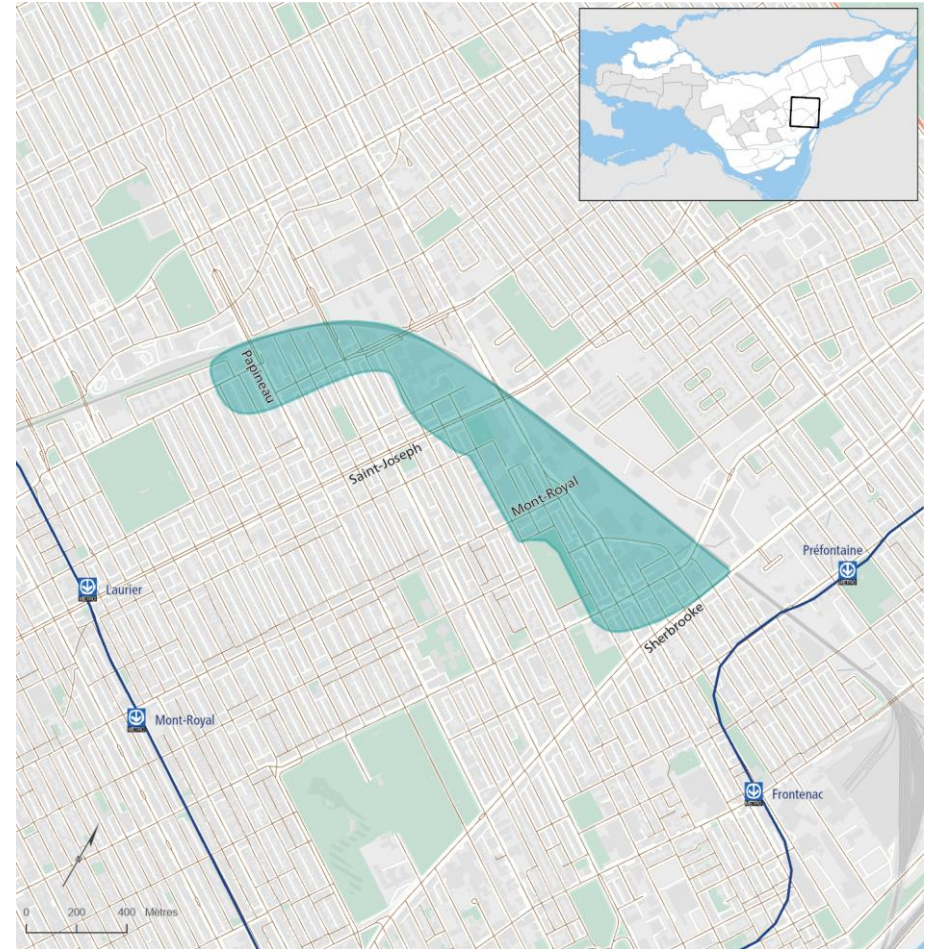 Papineau
Saint-Joseph
Mont-Royal
Préfontaine
Laurier
Sherbrooke
Mont-Royal
Frontenac
0 200 400 Mètres